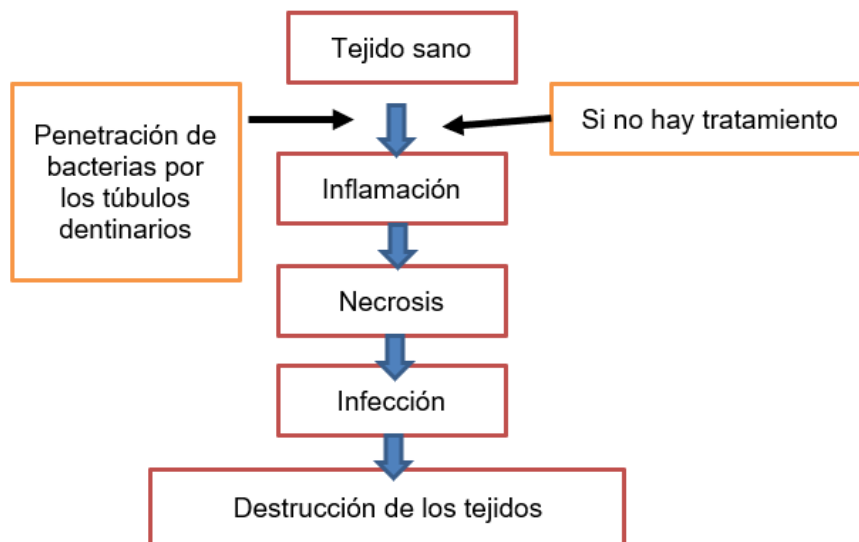 Tejido sano
Penetración de
bacterias por
los túbulos
dentinarios
Si no hay tratamiento
Inflamación
Necrosis
Infección
Destrucción de los tejidos